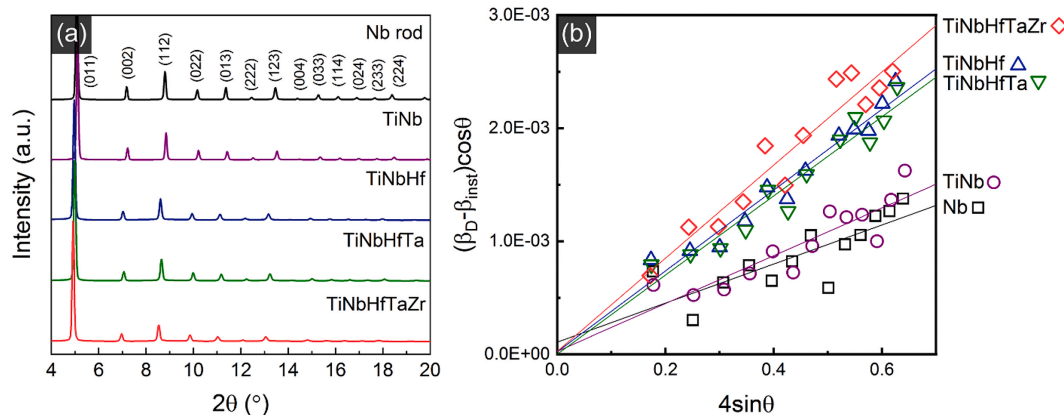 (a)
Nb rod
(011)
(002)
(112)
(022)
(013)
(222)
(123)
(004)
(033)
(114)
(024)
(233)
(224)
TiNb
TiNbHf
TiNbHfTa
TiNbHfTaZr
Intensity (a.u.)
4 6 8 10 12 14 16 18 20
2θ (°)
(b)
3.0E-03
2.0E-03
1.0E-03
0.0E+00
(βD-βinst)cosθ
0.0 0.2 0.4 0.6
4sinθ
TiNbHfTaZr
TiNbHf
TiNbHfTa
TiNb
Nb